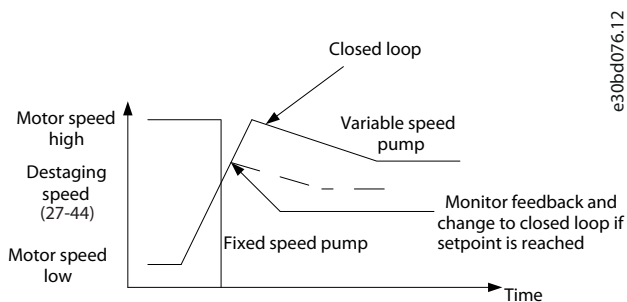 Closed loop
Motor speed
high
Variable speed
pump
Destaging
speed
(27-44)
Monitor feedback and
change to closed loop if
setpoint is reached
Fixed speed pump
Motor speed
low
Time
e30bd076.12